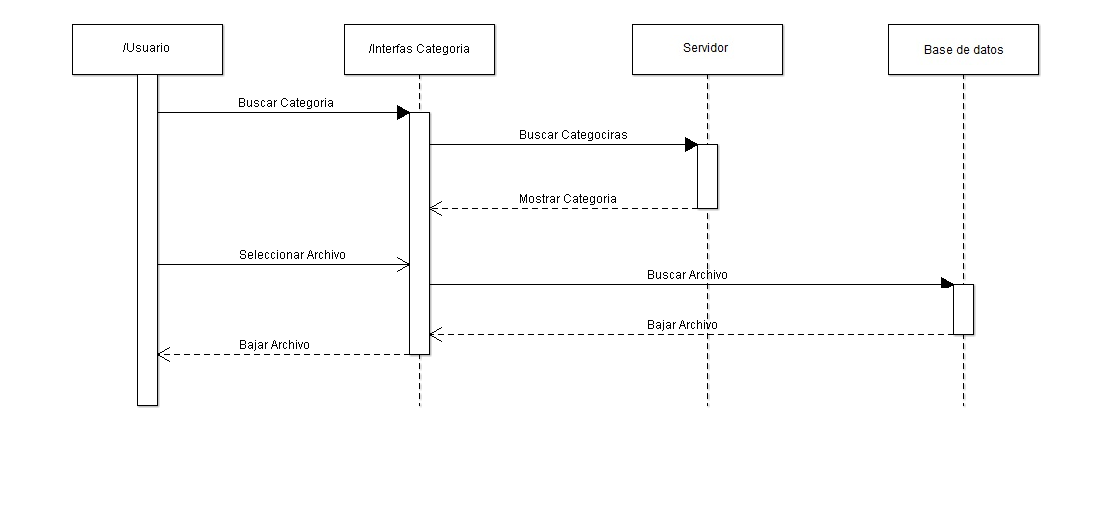 /Usuario
/Interfas Categoria
Servidor
Base de datos
Buscar Categoria
Buscar Categociras
Mostrar Categoria
Seleccionar Archivo
Buscar Archivo
Bajar Archivo
Bajar Archivo